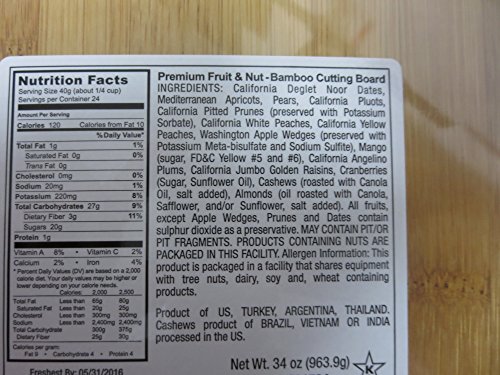 Nutrition Facts
Serving Size 40g (about 1/4 cup)
Servings per Container 24
Amount Per Serving
Calories 120 Calories from Fat 10
% Daily Value*
Total Fat 1g 1%
Saturated Fat 0g 0%
Trans Fat 0g
Cholesterol 0mg 0%
Sodium 20mg 1%
Potassium 220mg 8%
Total Carbohydrates 27g 9%
Dietary Fiber 3g 11%
Sugars 20g
Protein 1g
Vitamin A 8% • Vitamin C 2%
Calcium 2% • Iron 4%
* Percent Daily Values (DV) are based on a 2,000
calorie diet. Your daily values may be higher or
lower depending on your calorie needs.
Calories: 2,000 2,500
Total Fat Less than 65g 80g
Saturated Fat Less than 20g 25g
Cholesterol Less than 300mg 300mg
Sodium Less than 2,400mg 2,400mg
Total Carbohydrate 300g 375g
Dietary Fiber 25g 30g
Calories per gram:
Fat 9 • Carbohydrate 4 • Protein 4
Freshest By: 05/31/2016
Premium Fruit & Nut-Bamboo Cutting Board
INGREDIENTS: California Deglet Noor Dates,
Mediterranean Apricots, Pears, California Pluots,
California Pitted Prunes (preserved with Potassium
Sorbate), California White Peaches, California Yellow
Peaches, Washington Apple Wedges (preserved with
Potassium Meta-bisulfite and Sodium Sulfite), Mango
(sugar, FD&C Yellow #5 and #6), California Angelino
Plums, California Jumbo Golden Raisins, Cranberries
(Sugar, Sunflower Oil), Cashews (roasted with Canola
Oil, salt added), Almonds (oil roasted with Canola,
Safflower, and/or Sunflower, salt added). All fruits,
except Apple Wedges, Prunes and Dates contain
sulphur dioxide as a preservative. MAY CONTAIN PIT/OR
PIT FRAGMENTS. PRODUCTS CONTAINING NUTS ARE
PACKAGED IN THIS FACILITY. Allergen Information: This
product is packaged in a facility that shares equipment
with tree nuts, dairy, soy and, wheat containing
products.
Product of US, TURKEY, ARGENTINA, THAILAND.
Cashews product of BRAZIL, VIETNAM OR INDIA
processed in the US.
Net Wt. 34 oz (963.9g)
K